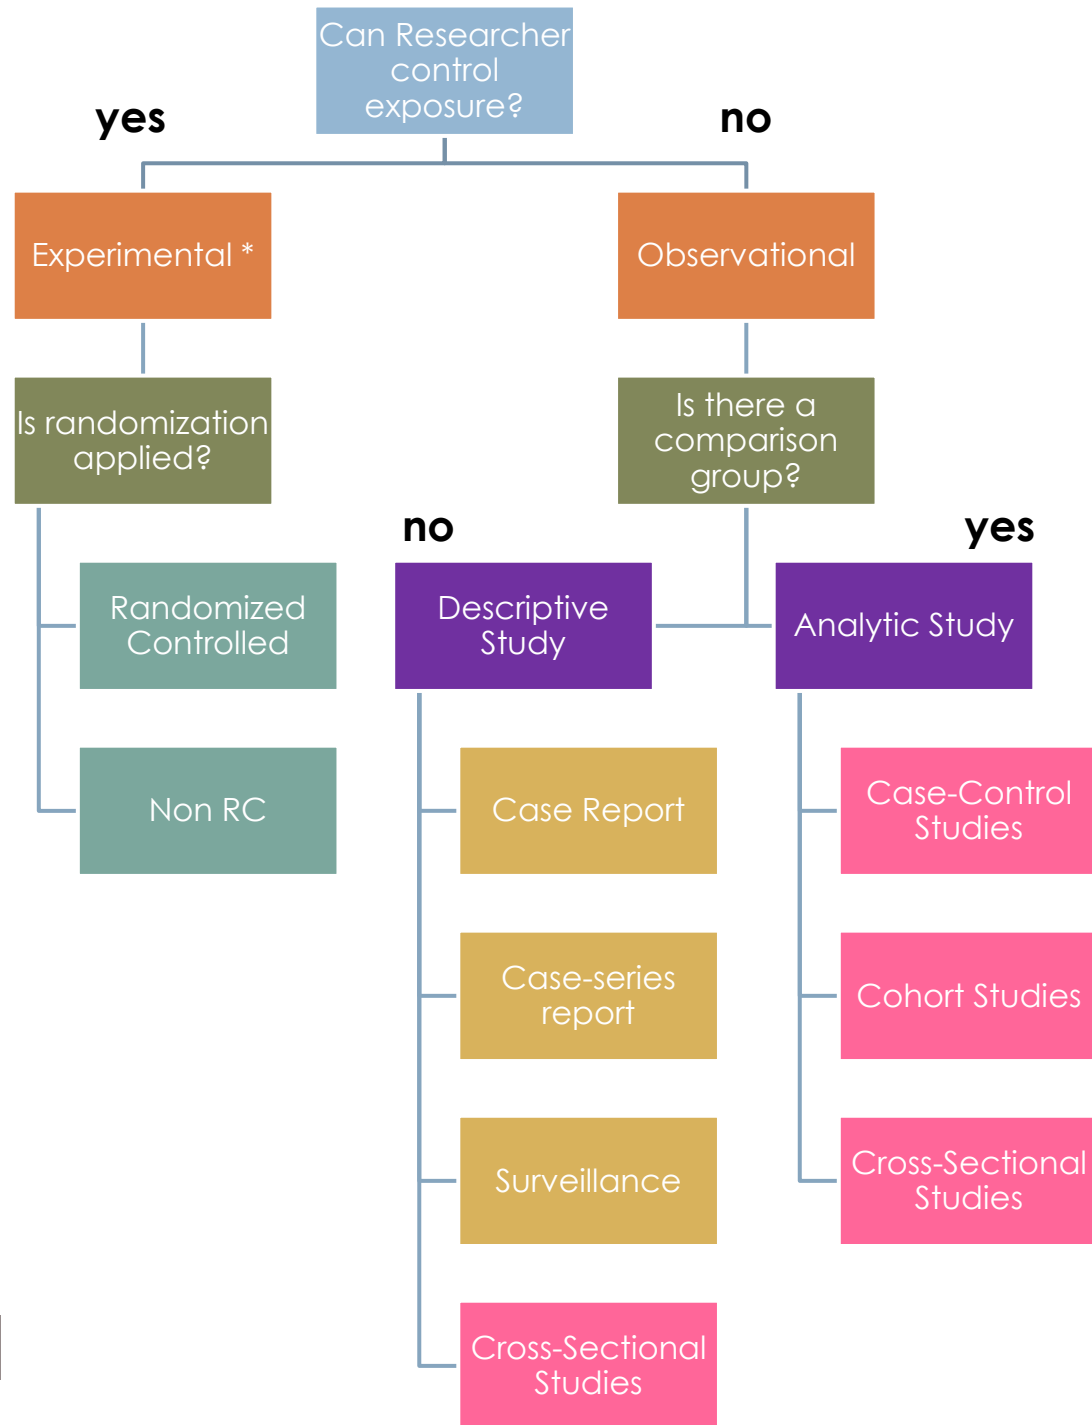 Can Researcher
control
exposure?
yes
no
Experimental *
Observational
Is randomization
applied?
Is there a
comparison
group?
no
yes
Randomized
Controlled
Descriptive
Study
Analytic Study
Non RC
Case Report
Case-Control
Studies
Case-series
report
Cohort Studies
Surveillance
Cross-Sectional
Studies
Cross-Sectional
Studies